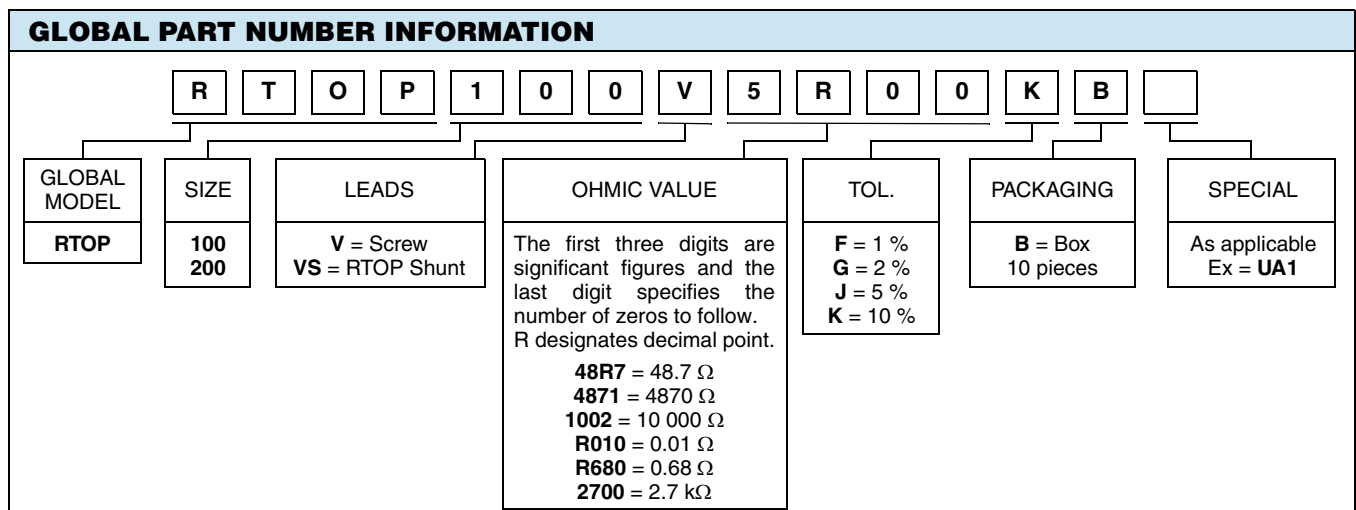 GLOBAL PART NUMBER INFORMATION
R T O P 1 0 0 V 5 R 0 0 K B
GLOBAL
MODEL
RTOP
SIZE
100
200
LEADS
V = Screw
VS = RTOP Shunt
OHMIC VALUE
The first three digits are
significant figures and the
last digit specifies the
number of zeros to follow.
R designates decimal point.
48R7 = 48.7 Ω
4871 = 4870 Ω
1002 = 10 000 Ω
R010 = 0.01 Ω
R680 = 0.68 Ω
2700 = 2.7 kΩ
TOL.
F = 1 %
G = 2 %
J = 5 %
K = 10 %
PACKAGING
B = Box
10 pieces
SPECIAL
As applicable
Ex = UA1